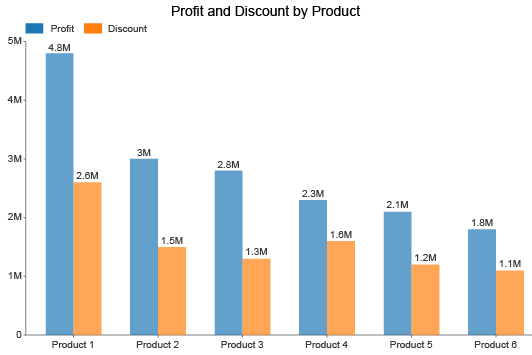 Profit and Discount by Product
Profit Discount
5M
4.8M
4M
3M
3M
2.8M
2.6M
2.3M
2.1M
2M
1.8M
1.6M
1.5M
1.3M
1.2M
1.1M
1M
0
Product 1 Product 2 Product 3 Product 4 Product 5 Product 6